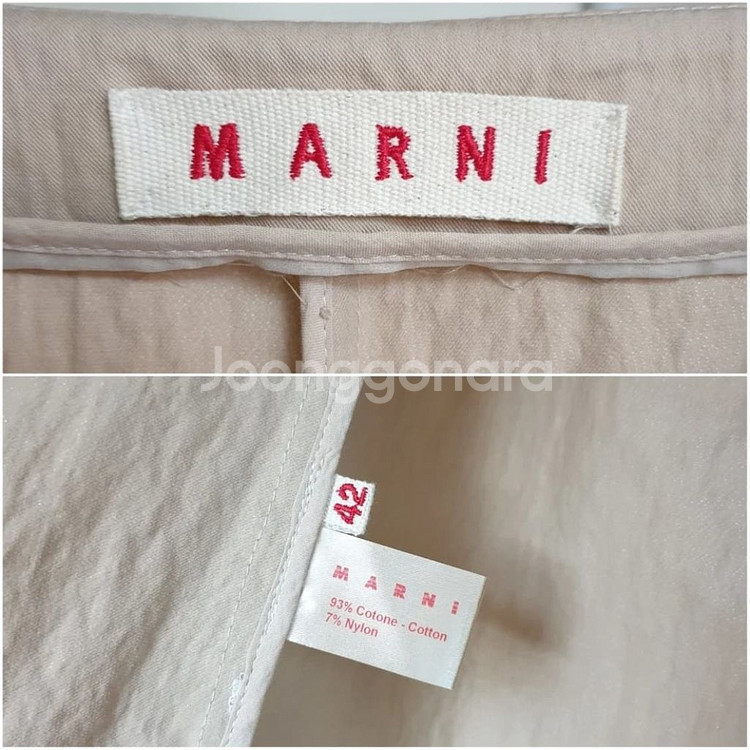 MARNI
Joonggonara
42
MARNI
93% Cotone - Cotton
7% Nylon